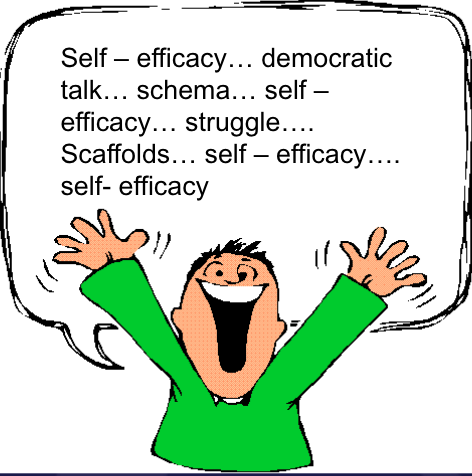 Self – efficacy… democratic
talk… schema… self –
efficacy… struggle….
Scaffolds… self – efficacy….
self- efficacy